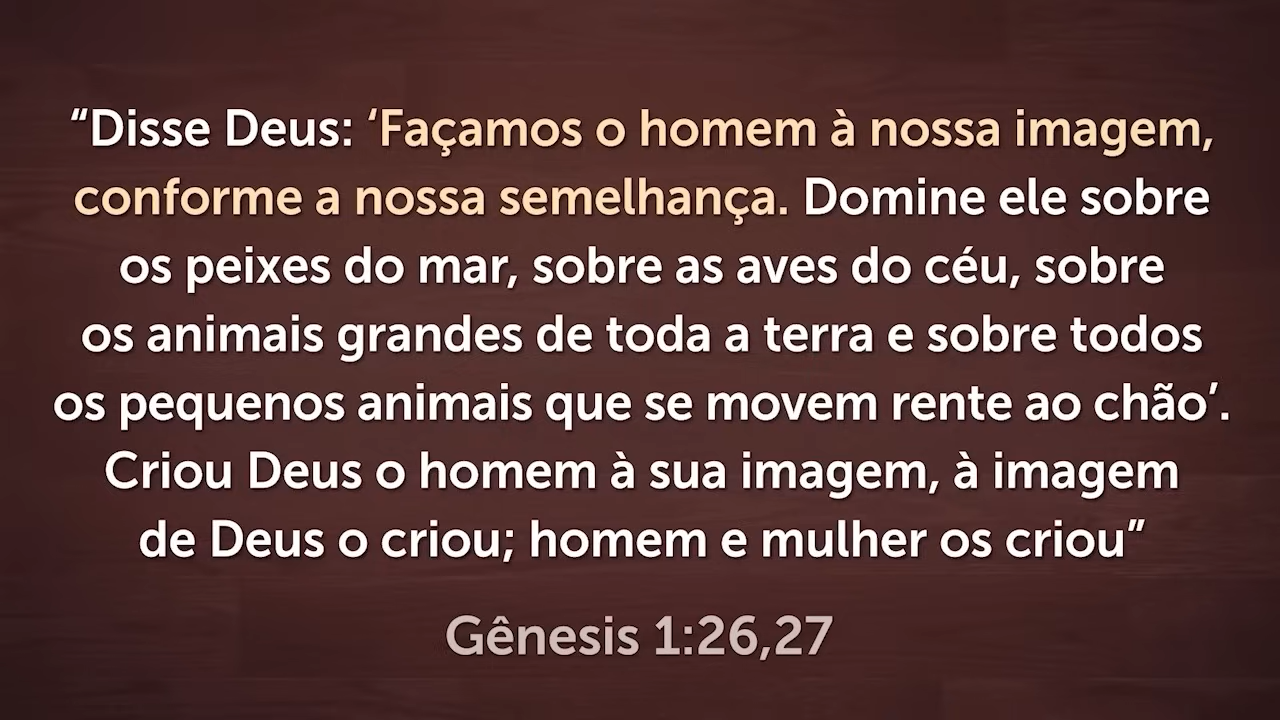 “Disse Deus: ‘Façamos o homem à nossa imagem,
conforme a nossa semelhança. Domine ele sobre
os peixes do mar, sobre as aves do céu, sobre
os animais grandes de toda a terra e sobre todos
os pequenos animais que se movem rente ao chão’.
Criou Deus o homem à sua imagem, à imagem
de Deus o criou; homem e mulher os criou”
Gênesis 1:26,27